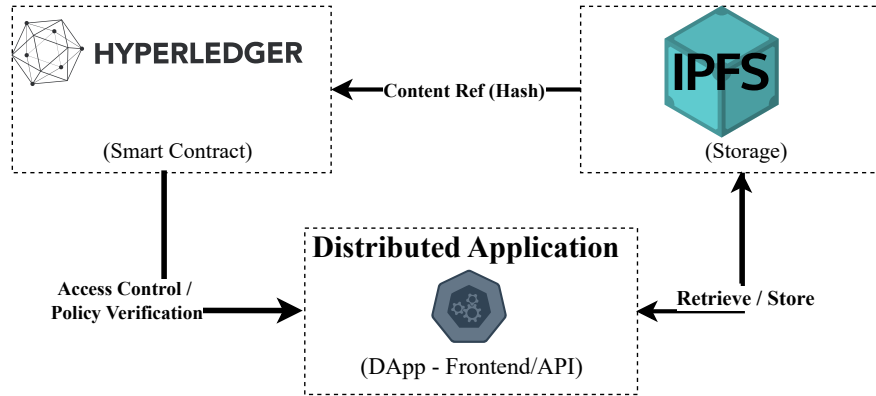 HYPERLEDGER
(Smart Contract)
Content Ref (Hash)
IPFS
(Storage)
Distributed Application
(DApp - Frontend/API)
Access Control /
Policy Verification
Retrieve / Store